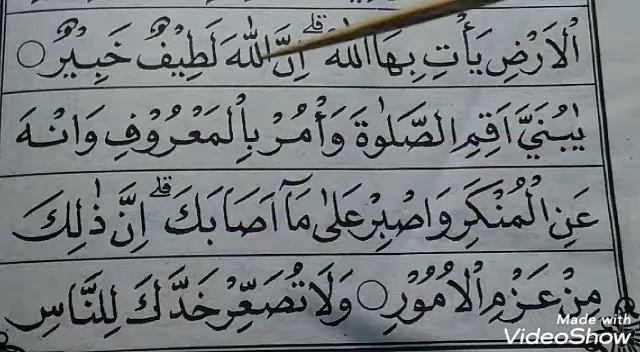 الْاَرْضِ يَاْتِ بِهَا اللّٰهُ ؕ اِنَّ اللّٰهَ لَطِيْفٌ خَبِيْرٌ ○
يٰبُنَيَّ اَقِمِ الصَّلٰوةَ وَاْمُرْ بِالْمَعْرُوْفِ وَانْهَ
عَنِ الْمُنْكَرِ وَاصْبِرْ عَلٰى مَاۤ اَصَابَكَ ؕ اِنَّ ذٰلِكَ
مِنْ عَزْمِ الْاُمُوْرِ ○ وَلَا تُصَعِّرْ خَدَّكَ لِلنَّاسِ
Made with
VideoShow